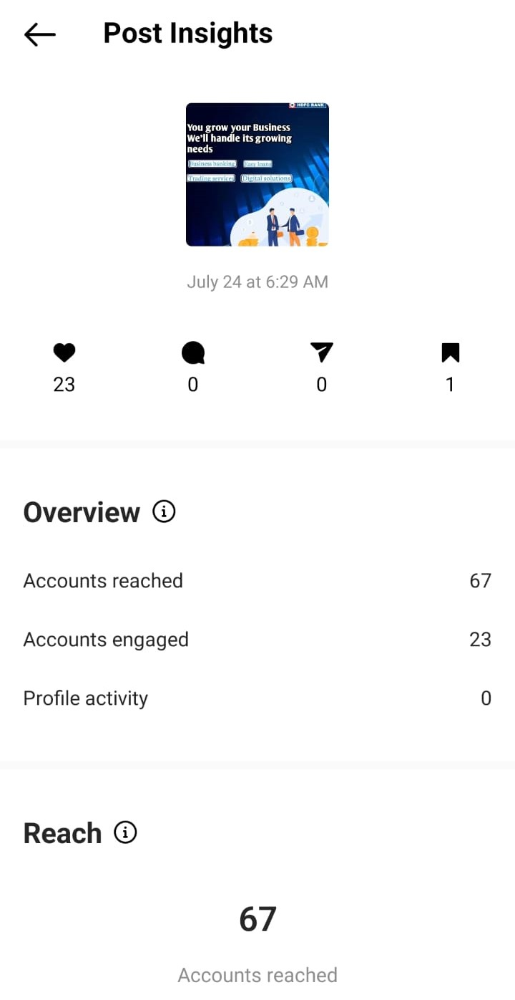 Post Insights
HDFC BANK
You grow your Business
We'll handle its growing
needs
Business banking Easy loans
Trading services Digital solutions
July 24 at 6:29 AM
23 0 0 1
Overview
Accounts reached 67
Accounts engaged 23
Profile activity 0
Reach
67
Accounts reached